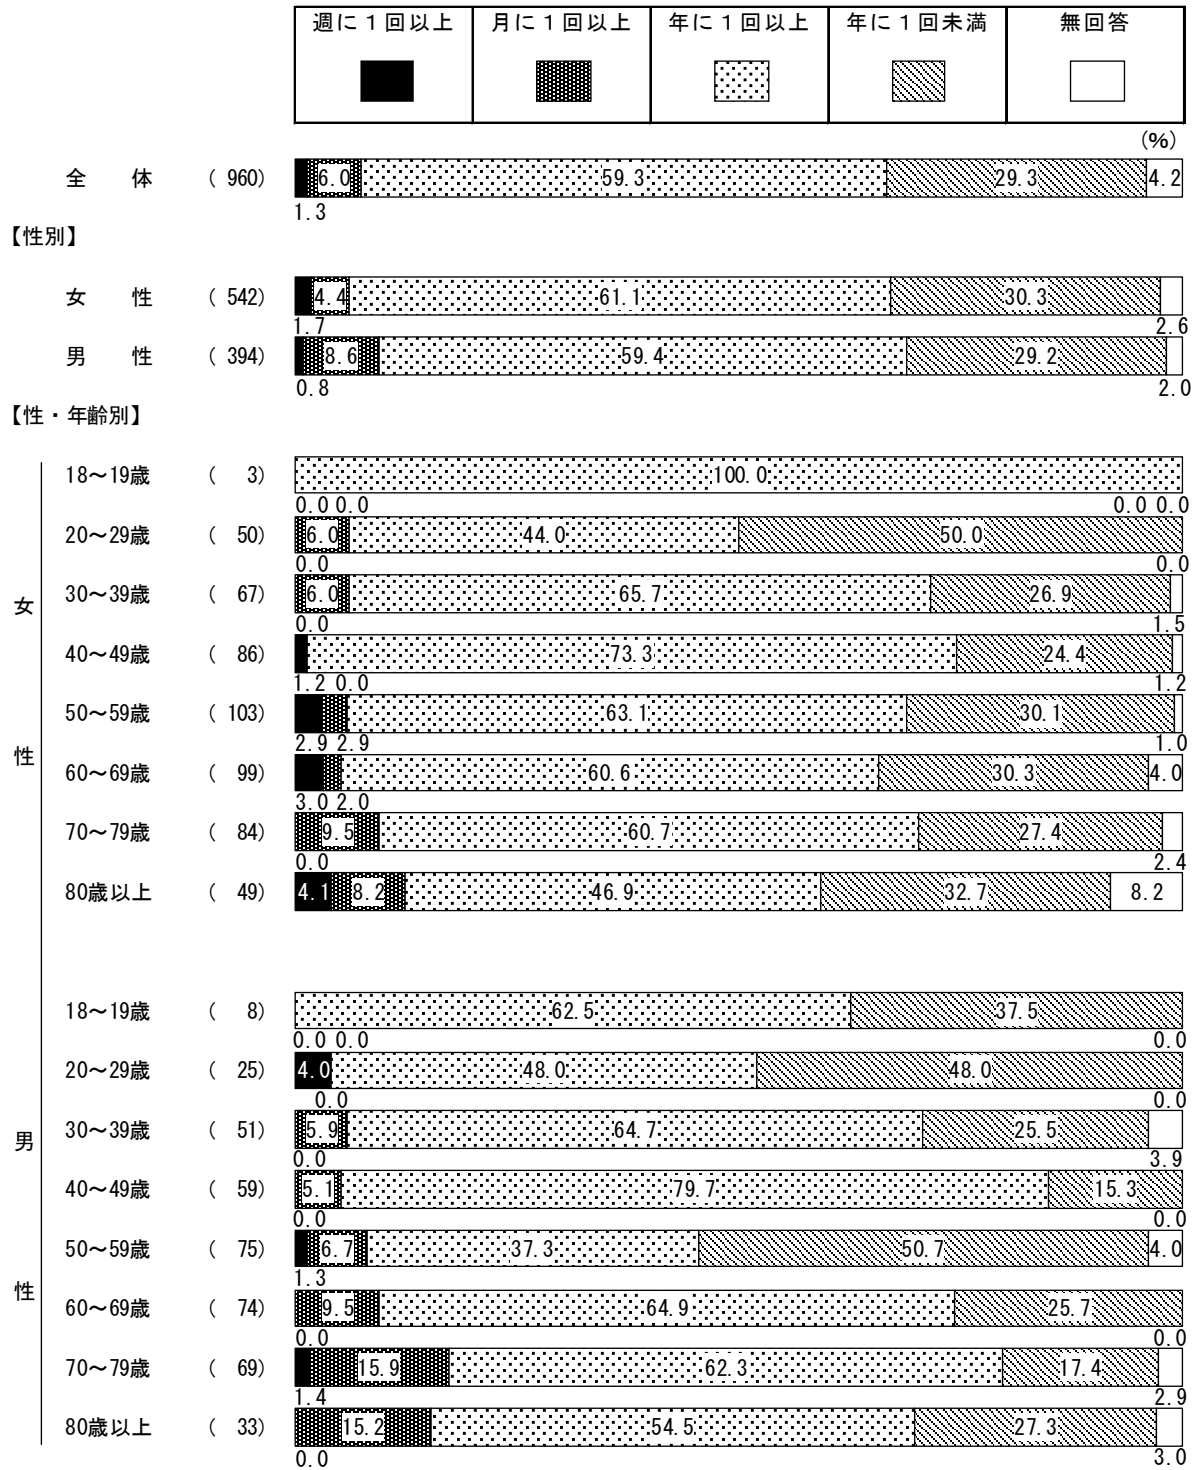 週に１回以上 月に１回以上 年に１回以上 年に１回未満 無回答
(%)
全 体 ( 960) 6.0 59.3 29.3 4.2
1.3
【性別】
女 性 ( 542) 4.4 61.1 30.3
1.7 2.6
男 性 ( 394) 8.6 59.4 29.2
0.8 2.0
【性・年齢別】
18～19歳 ( 3) 100.0
0.0 0.0 0.0 0.0
20～29歳 ( 50) 6.0 44.0 50.0
0.0 0.0
女 30～39歳 ( 67) 6.0 65.7 26.9
0.0 1.5
40～49歳 ( 86) 73.3 24.4
1.2 0.0 1.2
50～59歳 ( 103) 63.1 30.1
性 2.9 2.9 1.0
60～69歳 ( 99) 60.6 30.3 4.0
3.0 2.0
70～79歳 ( 84) 9.5 60.7 27.4
0.0 2.4
80歳以上 ( 49) 4.1 8.2 46.9 32.7 8.2
18～19歳 ( 8) 62.5 37.5
0.0 0.0 0.0
20～29歳 ( 25) 4.0 48.0 48.0
0.0 0.0
男 30～39歳 ( 51) 5.9 64.7 25.5
0.0 3.9
40～49歳 ( 59) 5.1 79.7 15.3
0.0 0.0
50～59歳 ( 75) 6.7 37.3 50.7 4.0
1.3
性 60～69歳 ( 74) 9.5 64.9 25.7
0.0 0.0
70～79歳 ( 69) 15.9 62.3 17.4
1.4 2.9
80歳以上 ( 33) 15.2 54.5 27.3
0.0 3.0